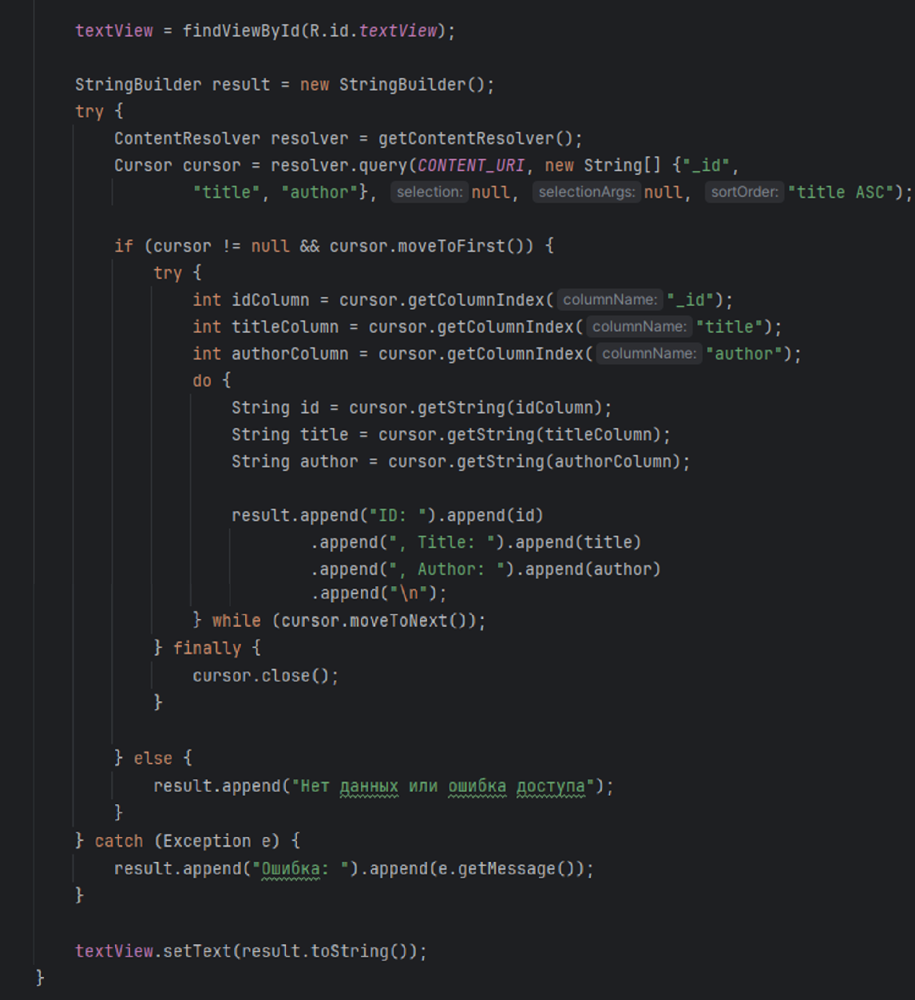 textView = findViewById(R.id.textView);
StringBuilder result = new StringBuilder();
try {
ContentResolver resolver = getContentResolver();
Cursor cursor = resolver.query(CONTENT_URI, new String[] {"_id",
"title", "author"}, selection: null, selectionArgs: null, sortOrder: "title ASC");
if (cursor != null && cursor.moveToFirst()) {
try {
int idColumn = cursor.getColumnIndex( columnName: "_id");
int titleColumn = cursor.getColumnIndex( columnName: "title");
int authorColumn = cursor.getColumnIndex( columnName: "author");
do {
String id = cursor.getString(idColumn);
String title = cursor.getString(titleColumn);
String author = cursor.getString(authorColumn);
result.append("ID: ").append(id)
.append(", Title: ").append(title)
.append(", Author: ").append(author)
.append("\n");
} while (cursor.moveToNext());
} finally {
cursor.close();
}
} else {
result.append("Нет данных или ошибка доступа");
}
} catch (Exception e) {
result.append("Ошибка: ").append(e.getMessage());
}
textView.setText(result.toString());
}